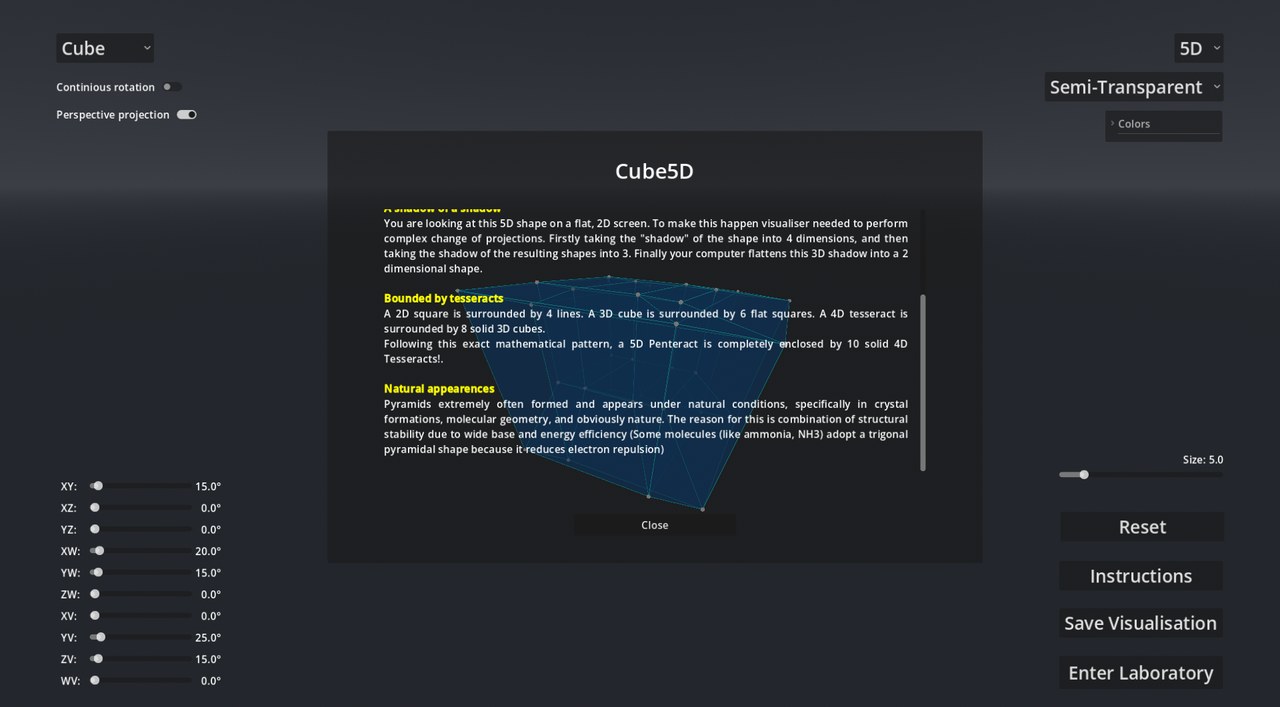 Cube
5D
Continious rotation
Semi-Transparent
Perspective projection
Colors
Cube5D
A shadow of a shadow
You are looking at this 5D shape on a flat, 2D screen. To make this happen visualiser needed to perform
complex change of projections. Firstly taking the "shadow" of the shape into 4 dimensions, and then
taking the shadow of the resulting shapes into 3. Finally your computer flattens this 3D shadow into a 2
dimensional shape.
Bounded by tesseracts
A 2D square is surrounded by 4 lines. A 3D cube is surrounded by 6 flat squares. A 4D tesseract is
surrounded by 8 solid 3D cubes.
Following this exact mathematical pattern, a 5D Penteract is completely enclosed by 10 solid 4D
Tesseracts!.
Natural appearences
Pyramids extremely often formed and appears under natural conditions, specifically in crystal
formations, molecular geometry, and obviously nature. The reason for this is combination of structural
stability due to wide base and energy efficiency (Some molecules (like ammonia, NH3) adopt a trigonal
pyramidal shape because it reduces electron repulsion)
Close
XY: 15.0°
XZ: 0.0°
YZ: 0.0°
XW: 20.0°
YW: 15.0°
ZW: 0.0°
XV: 0.0°
YV: 25.0°
ZV: 15.0°
WV: 0.0°
Size: 5.0
Reset
Instructions
Save Visualisation
Enter Laboratory